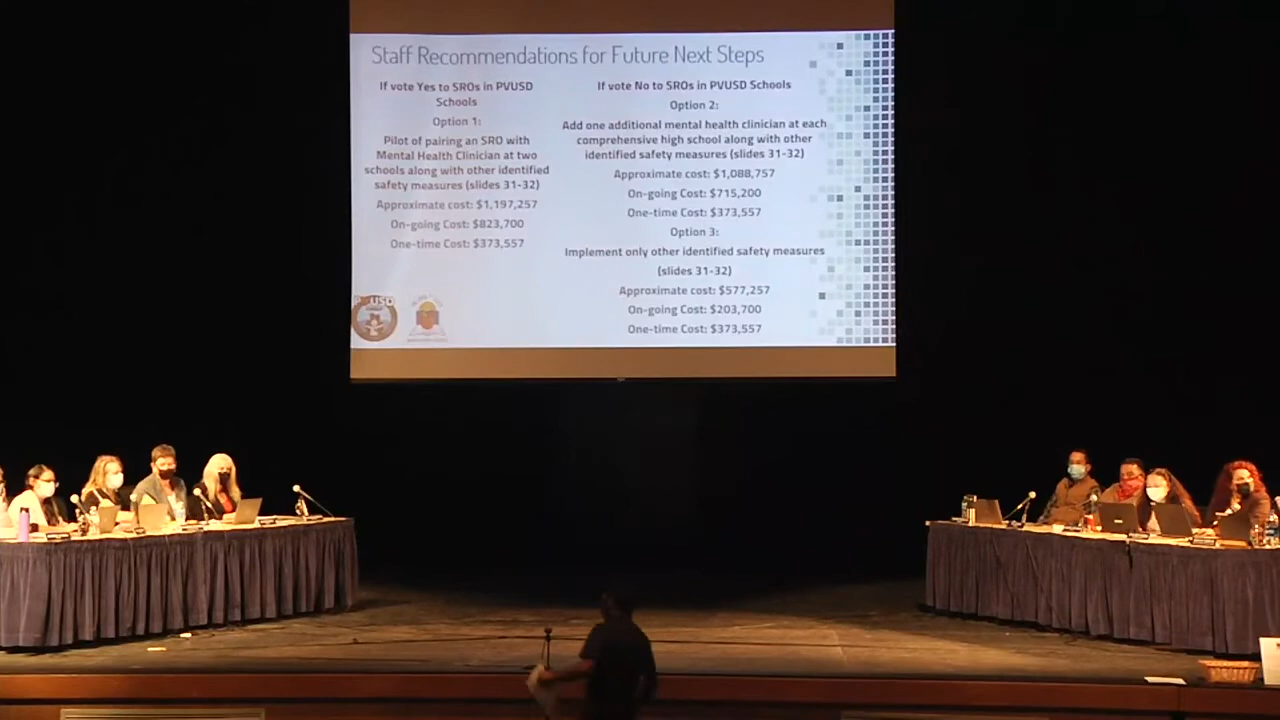 Staff Recommendations for Future Next Steps
If vote Yes to SROs in PVUSD
Schools
Option 1:
Pilot of pairing an SRO with
Mental Health Clinician at two
schools along with other identified
safety measures (slides 31-32)
Approximate cost: $1,197,257
On-going Cost: $823,700
One-time Cost: $373,557
If vote No to SROs in PVUSD Schools
Option 2:
Add one additional mental health clinician at each
comprehensive high school along with other
identified safety measures (slides 31-32)
Approximate cost: $1,088,757
On-going Cost: $715,200
One-time Cost: $373,557
Option 3:
Implement only other identified safety measures
(slides 31-32)
Approximate cost: $577,257
On-going Cost: $203,700
One-time Cost: $373,557